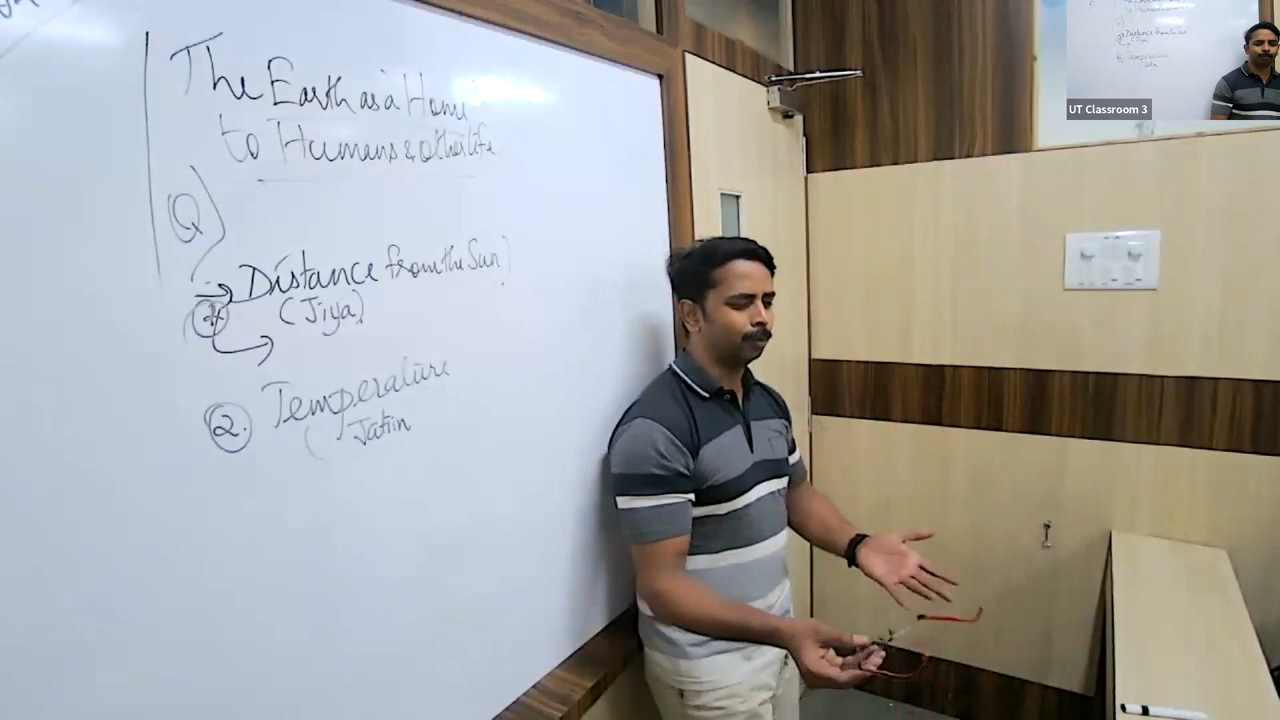 The Earth as a Home
to Humans & other life.
Q)
→ Distance from the Sun)
(Jiya)
2. Temperature
(Jatin
UT Classroom 3